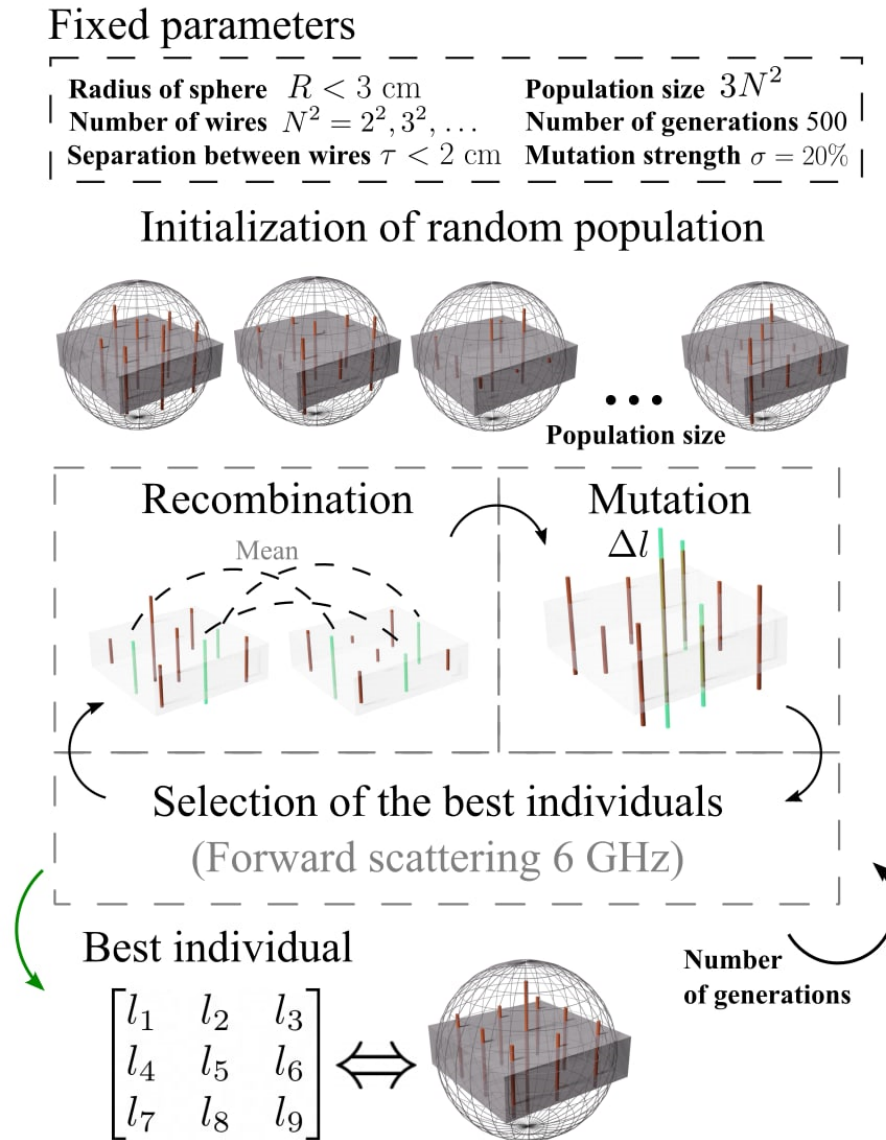 Fixed parameters
Radius of sphere R < 3 cm
Population size 3N²
Number of wires N² = 2², 3², . . .
Number of generations 500
Separation between wires τ < 2 cm
Mutation strength σ = 20%
Initialization of random population
• • •
Population size
Recombination
Mutation
Mean
Δl
Selection of the best individuals
(Forward scattering 6 GHz)
Best individual
Number
of generations
l₁ l₂ l₃
l₄ l₅ l₆
l₇ l₈ l₉